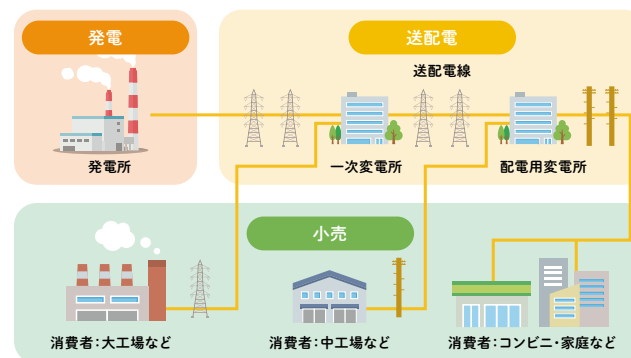 発電
送配電
送配電線
発電所
一次変電所
配電用変電所
小売
消費者：大工場など
消費者：中工場など
消費者：コンビニ・家庭など